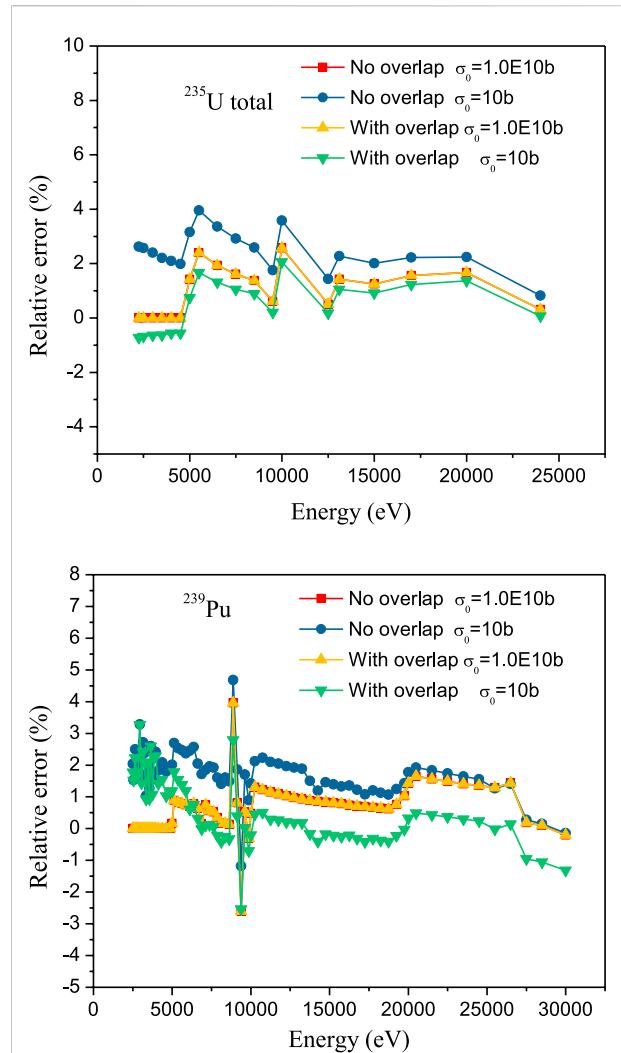 10
8
6
4
2
0
-2
-4
Relative error (%)
²³⁵U total
No overlap σ₀=1.0E10b
No overlap σ₀=10b
With overlap σ₀=1.0E10b
With overlap σ₀=10b
0 5000 10000 15000 20000 25000
Energy (eV)
8
7
6
5
4
3
2
1
0
-1
-2
-3
-4
-5
Relative error (%)
²³⁹Pu
No overlap σ₀=1.0E10b
No overlap σ₀=10b
With overlap σ₀=1.0E10b
With overlap σ₀=10b
0 5000 10000 15000 20000 25000 30000
Energy (eV)